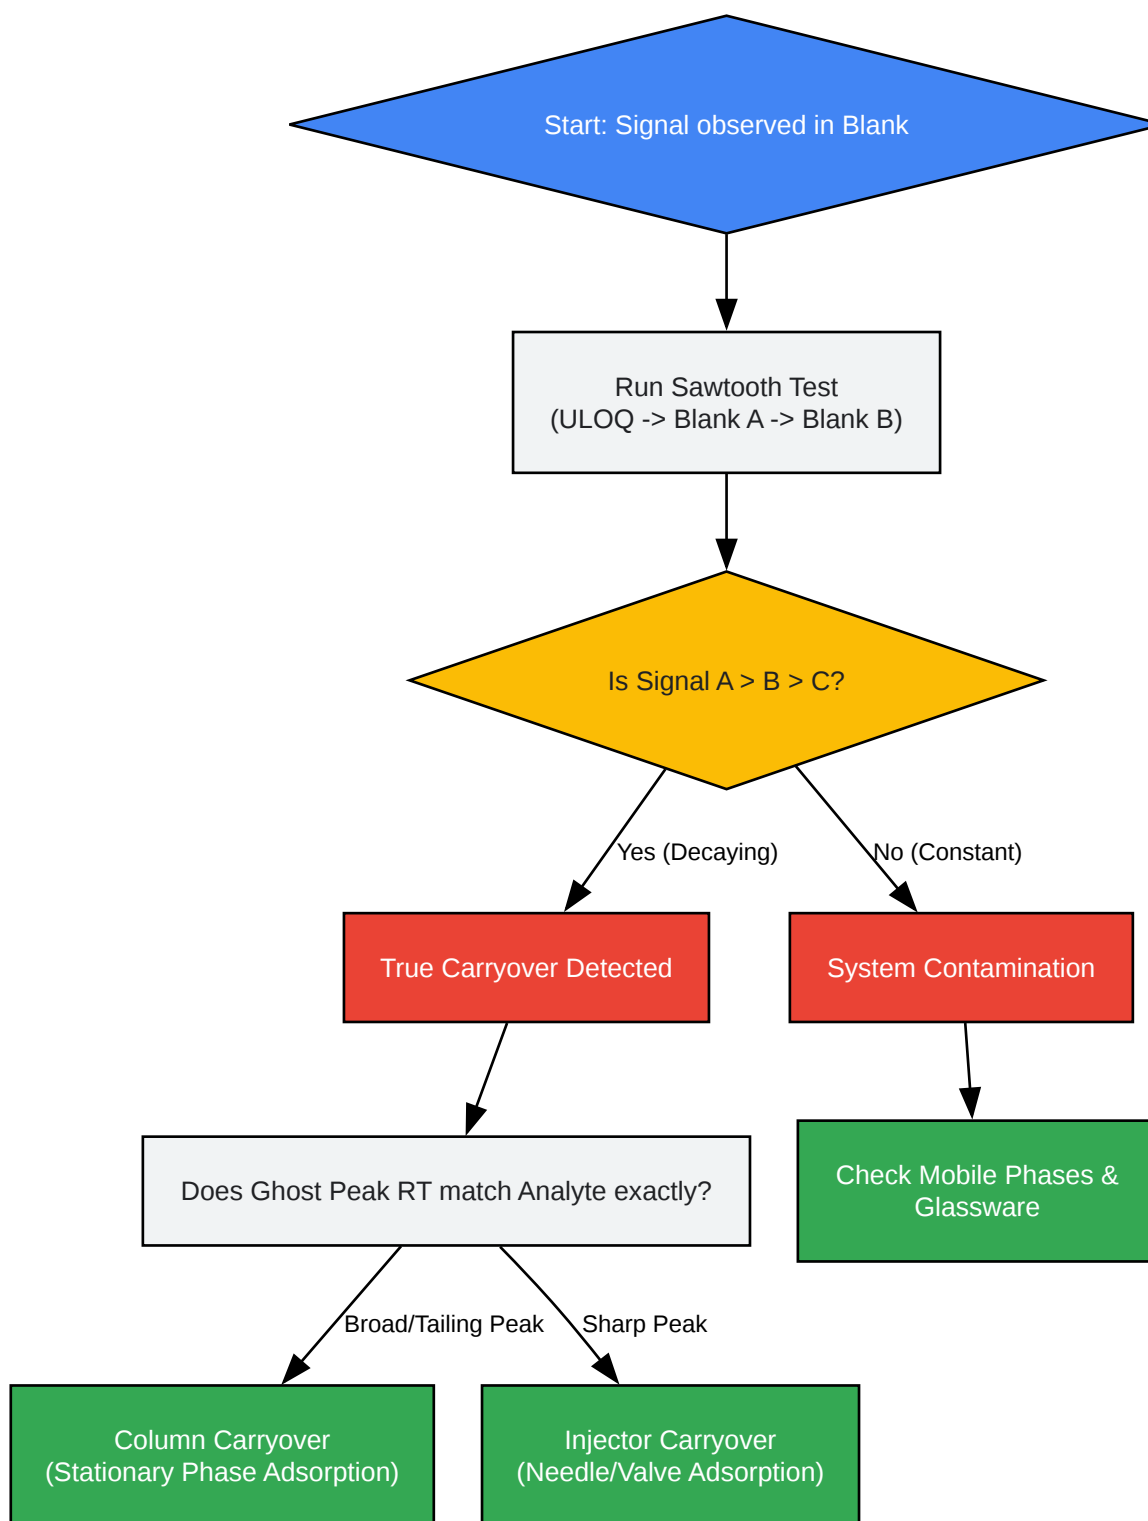 Start: Signal observed in Blank
Run Sawtooth Test
(ULOQ -> Blank A -> Blank B)
Is Signal A > B > C?
Yes (Decaying)
No (Constant)
True Carryover Detected
System Contamination
Check Mobile Phases &
Glassware
Does Ghost Peak RT match Analyte exactly?
Broad/Tailing Peak
Sharp Peak
Column Carryover
(Stationary Phase Adsorption)
Injector Carryover
(Needle/Valve Adsorption)